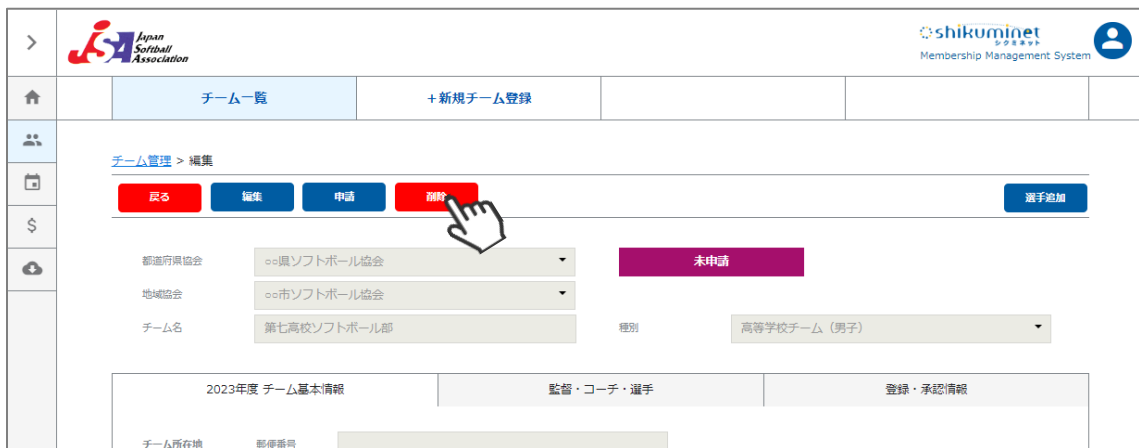 JSA Japan Softball Association
shikuminet
シクミネット
Membership Management System
チーム一覧 +新規チーム登録
チーム管理 > 編集
戻る 編集 申請 削除 選手追加
都道府県協会 ○○県ソフトボール協会 未申請
地域協会 ○○市ソフトボール協会
チーム名 第七高校ソフトボール部 種別 高等学校チーム（男子）
2023年度 チーム基本情報 監督・コーチ・選手 登録・承認情報
チーム所在地 郵便番号